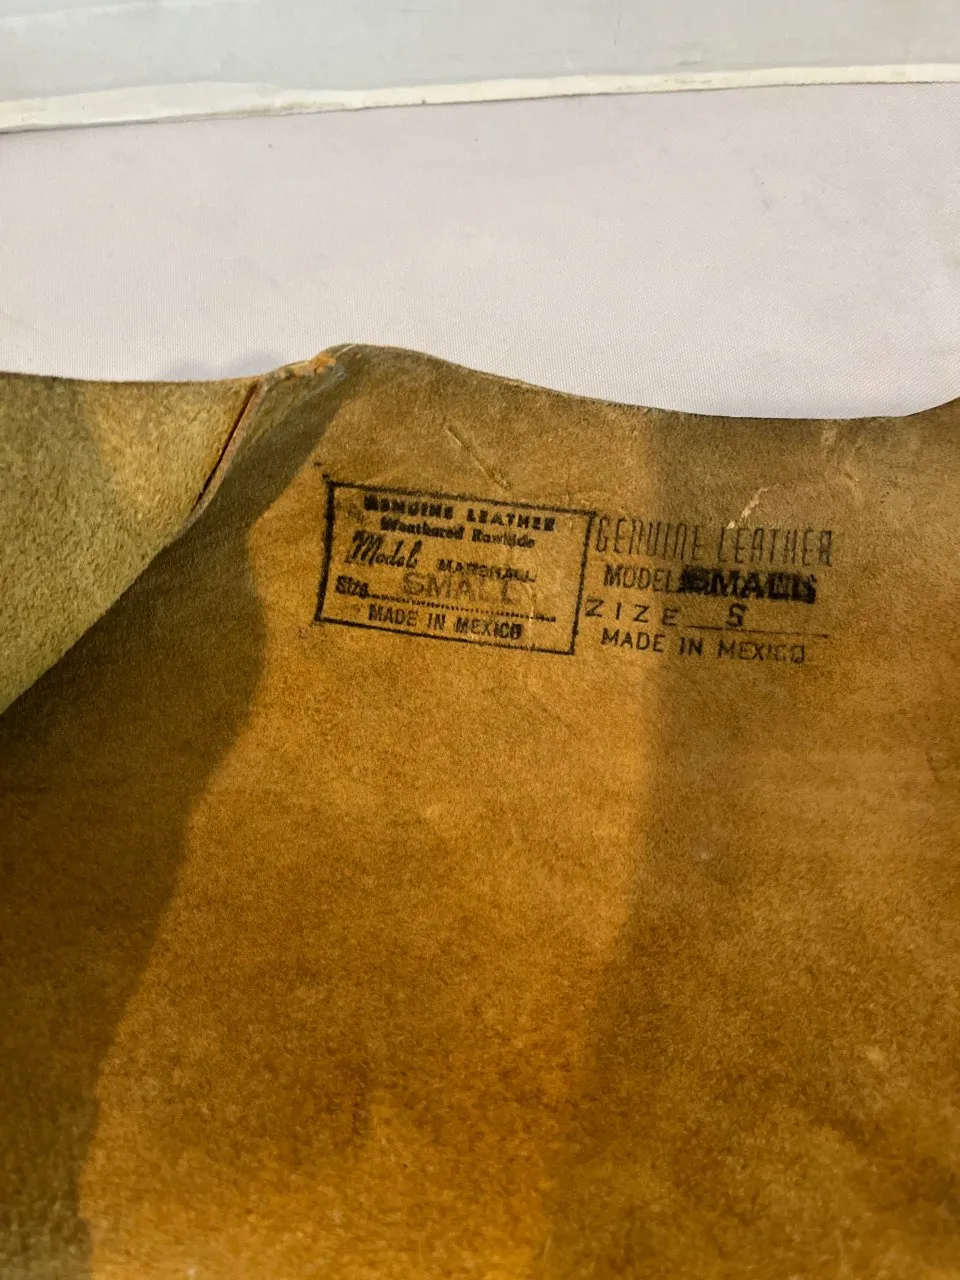 GENUINE LEATHER
Weathered Rawhide
Model MARSHALL
Size SMALL
MADE IN MEXICO
GENUINE LEATHER
MODEL SMALL
ZIZE S
MADE IN MEXICO